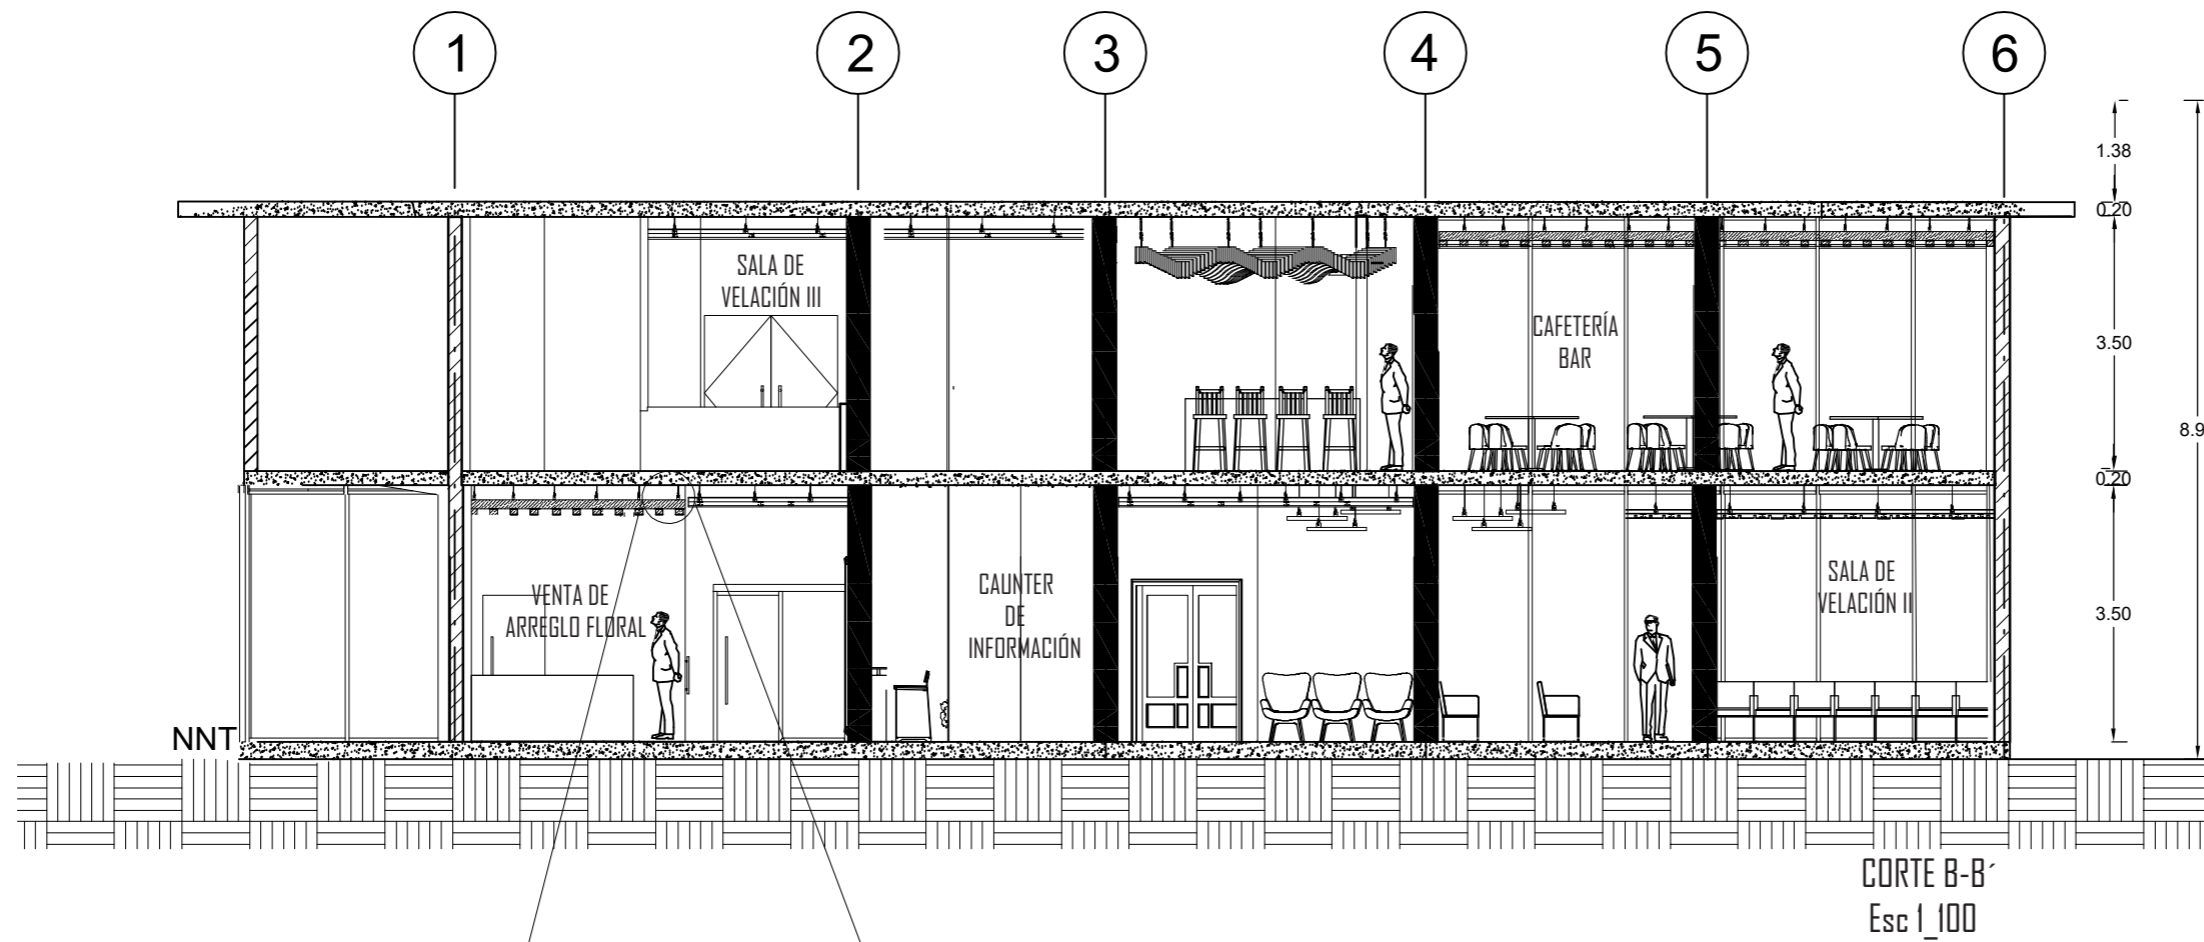 1
2
3
4
5
6
1.38
0.20
3.50
0.20
3.50
8.9
SALA DE
VELACIÓN III
CAFETERÍA
BAR
VENTA DE
ARREGLO FLORAL
CAUNTER
DE
INFORMACIÓN
SALA DE
VELACIÓN II
NNT
CORTE B-B´
Esc 1_100